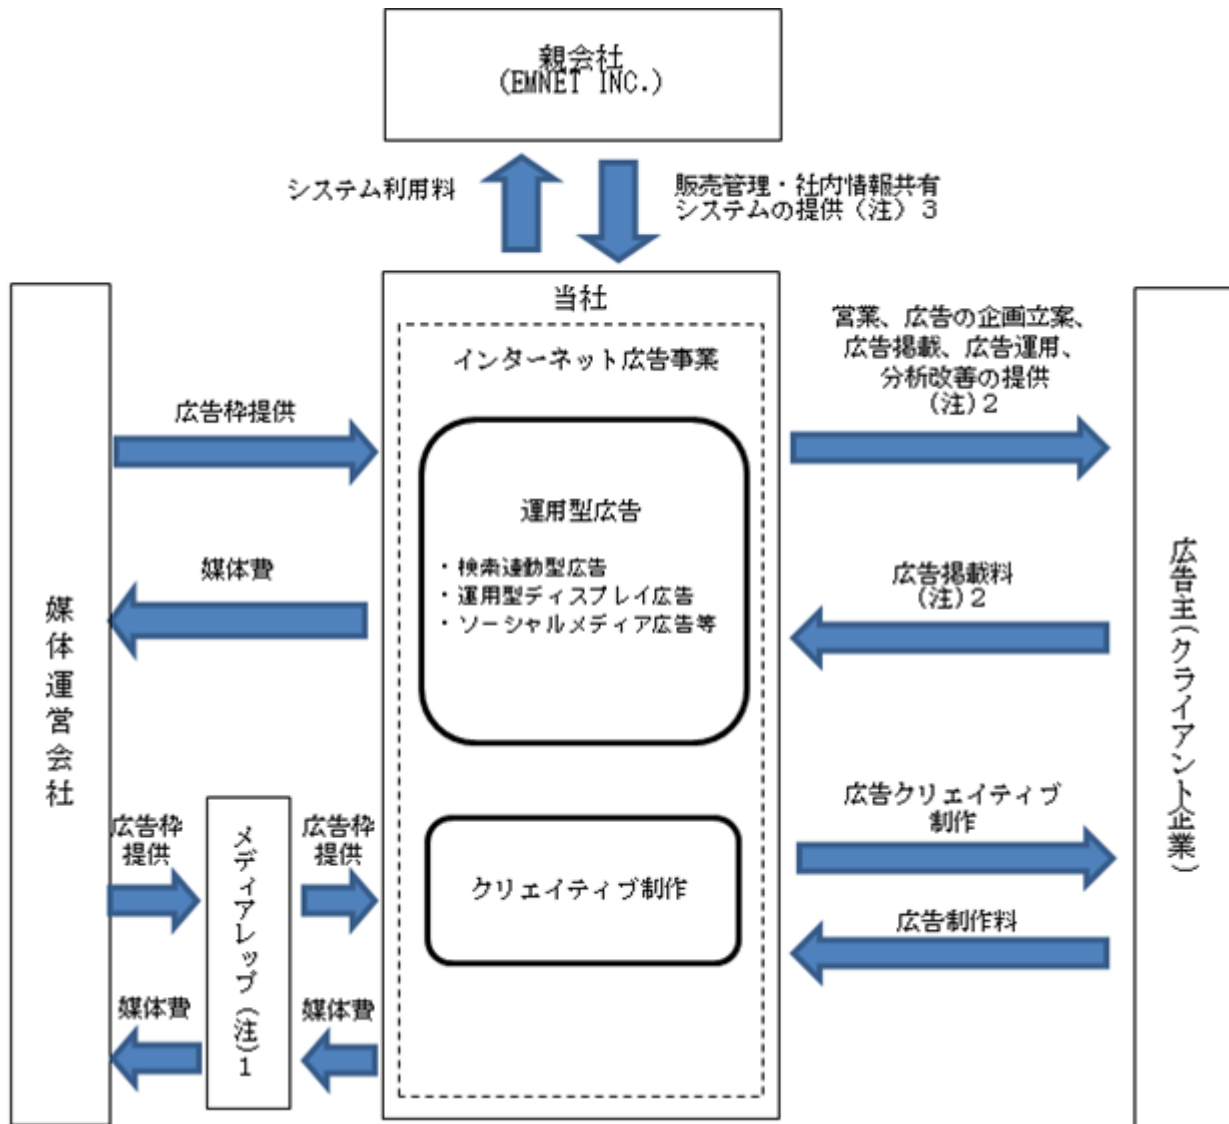 親会社
(EMNET INC.)
システム利用料
販売管理・社内情報共有
システムの提供（注）３
当社
インターネット広告事業
営業、広告の企画立案、
広告掲載、広告運用、
分析改善の提供
(注)２
広告枠提供
運用型広告
・検索連動型広告
・運用型ディスプレイ広告
・ソーシャルメディア広告等
媒体費
広告掲載料
(注)２
媒体運営会社
広告主(クライアント企業)
広告枠
提供
メディアレップ(注)１
広告枠
提供
クリエイティブ制作
広告クリエイティブ
制作
広告制作料
媒体費
媒体費